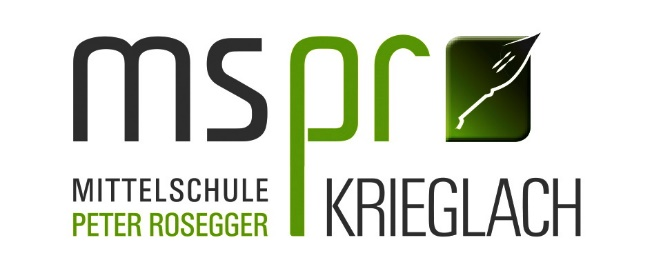 mspr
MITTELSCHULE
PETER ROSEGGER
KRIEGLACH